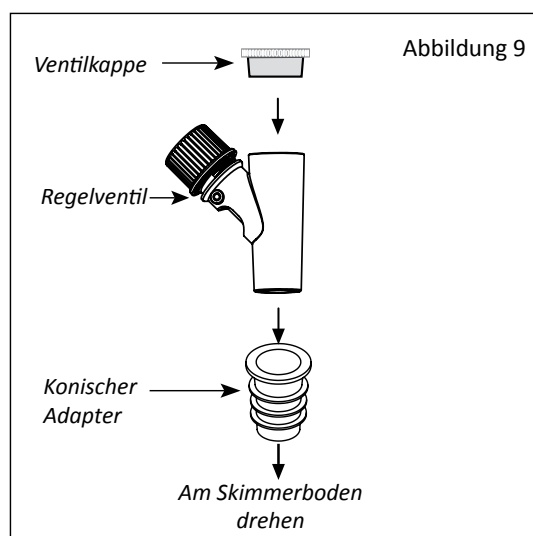 Abbildung 9
Ventilkappe
Regelventil
Konischer
Adapter
Am Skimmerboden
drehen